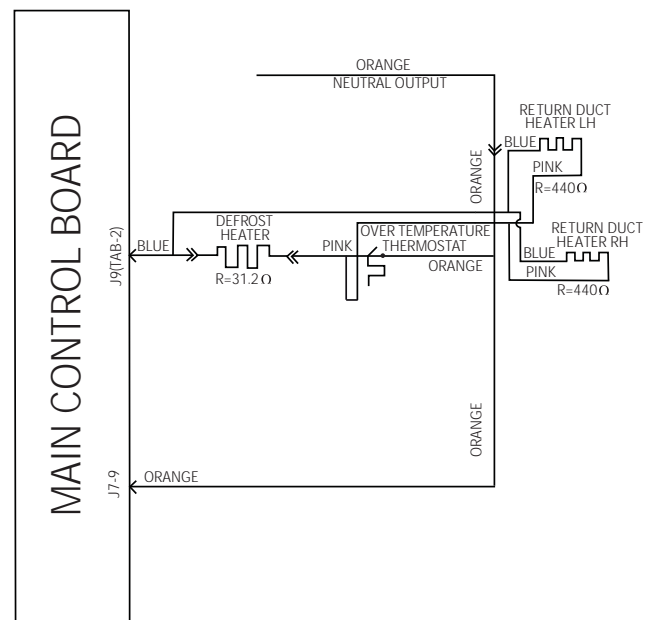 ORANGE
NEUTRAL OUTPUT
RETURN DUCT
HEATER LH
BLUE
PINK
R=440Ω
ORANGE
MAIN CONTROL BOARD
J9(TAB-2)
BLUE
DEFROST
HEATER
R=31.2Ω
PINK
OVER TEMPERATURE
THERMOSTAT
ORANGE
RETURN DUCT
HEATER RH
BLUE
PINK
R=440Ω
ORANGE
J7-9
ORANGE